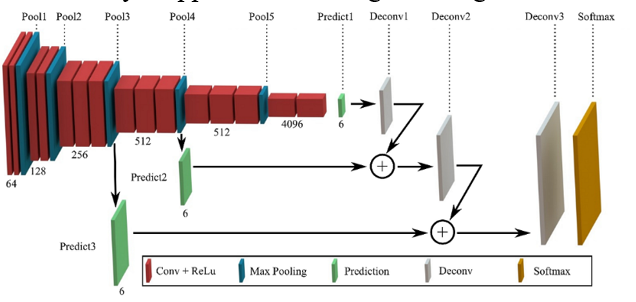 Pool1 Pool2 Pool3 Pool4 Pool5 Predict1 Deconv1 Deconv2 Deconv3 Softmax
64
128
256
512
512
4096
6
Predict2
6
Predict3
6
+
+
Conv + ReLu Max Pooling Prediction Deconv Softmax